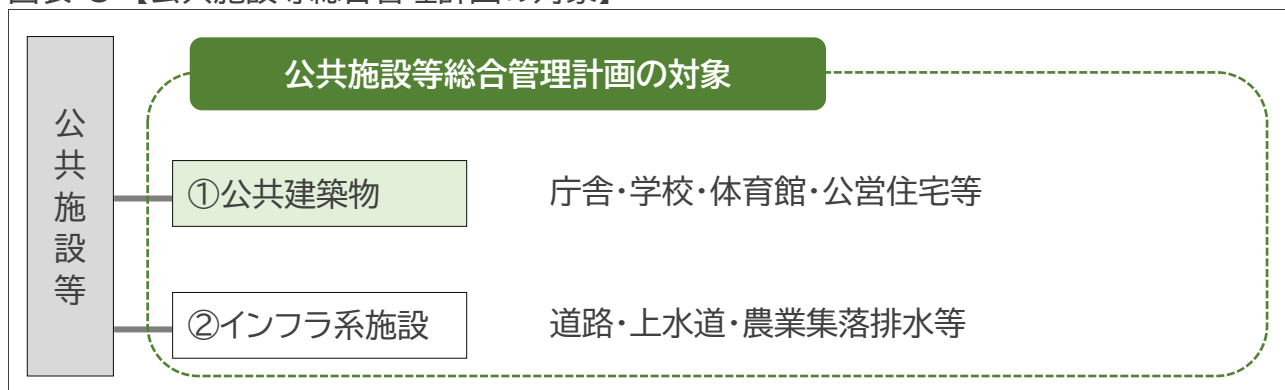 公共施設等総合管理計画の対象
公共施設等
①公共建築物
庁舎・学校・体育館・公営住宅等
②インフラ系施設
道路・上水道・農業集落排水等